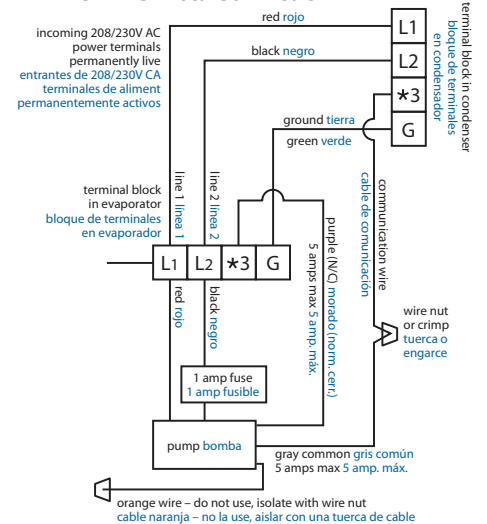 red rojo
incoming 208/230V AC
power terminals
permanently live
entrantes de 208/230V CA
terminales de aliment
permanentemente activos
black negro
L1
L2
*3
G
terminal block in condenser
bloque de terminales
en condensador
ground tierra
green verde
communication wire
cable de comunicación
line 1 línea 1
line 2 línea 2
terminal block
in evaporator
bloque de terminales
en evaporador
L1 L2 *3 G
red rojo
black negro
purple (N/C) morado (norm. cerr.)
5 amps max 5 amp. máx.
wire nut
or crimp
tuerca o
engarce
1 amp fuse
1 amp fusible
pump bomba
gray common gris común
5 amps max 5 amp. máx.
orange wire – do not use, isolate with wire nut
cable naranja – no la use, aislar con una tuerca de cable